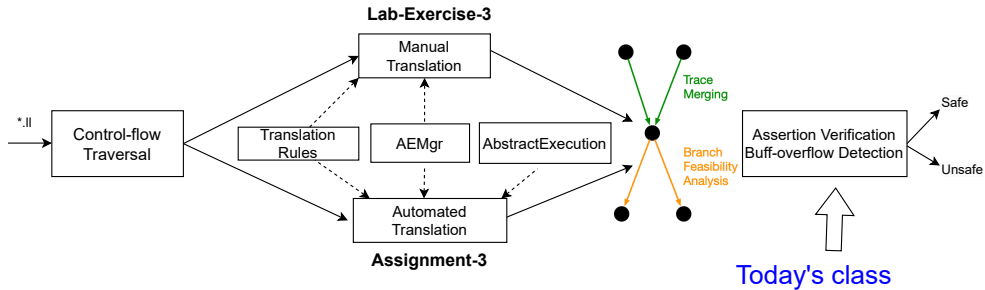 Lab-Exercise-3
Manual
Translation
*.ll
Control-flow
Traversal
Translation
Rules
AEMgr
AbstractExecution
Automated
Translation
Assignment-3
Trace
Merging
Branch
Feasibility
Analysis
Assertion Verification
Buff-overflow Detection
Safe
Unsafe
Today's class